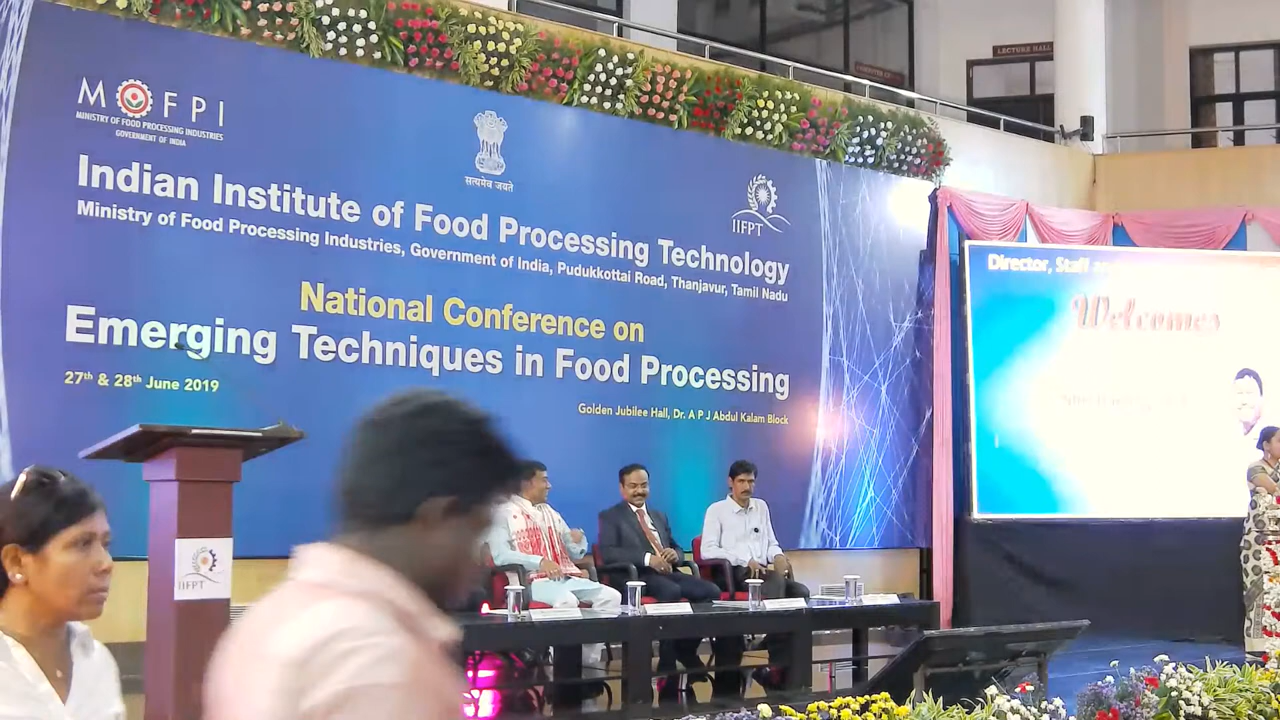 LECTURE HALL
M FPI
MINISTRY OF FOOD PROCESSING INDUSTRIES
GOVERNMENT OF INDIA
सत्यमेव जयते
IIFPT
Indian Institute of Food Processing Technology
Ministry of Food Processing Industries, Government of India, Pudukkottai Road, Thanjavur, Tamil Nadu
National Conference on
Emerging Techniques in Food Processing
27th & 28th June 2019
Golden Jubilee Hall, Dr. A P J Abdul Kalam Block
Director, Staff
Welcomes
IIFPT